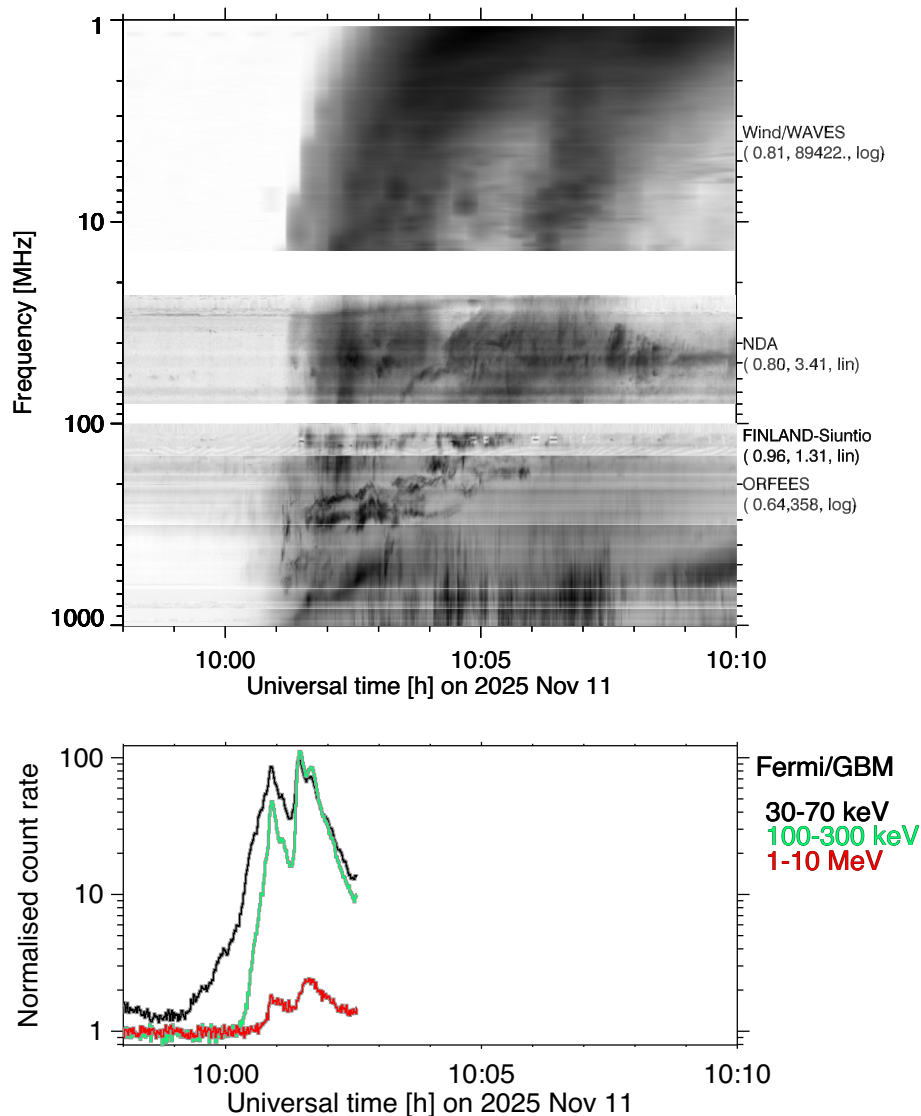 1
10
100
1000
Frequency [MHz]
Wind/WAVES
( 0.81, 89422., log)
NDA
( 0.80, 3.41, lin)
FINLAND-Siuntio
( 0.96, 1.31, lin)
ORFEES
( 0.64,358, log)
10:00 10:05 10:10
Universal time [h] on 2025 Nov 11
100
10
1
Normalised count rate
Fermi/GBM
30-70 keV
100-300 keV
1-10 MeV
10:00 10:05 10:10
Universal time [h] on 2025 Nov 11